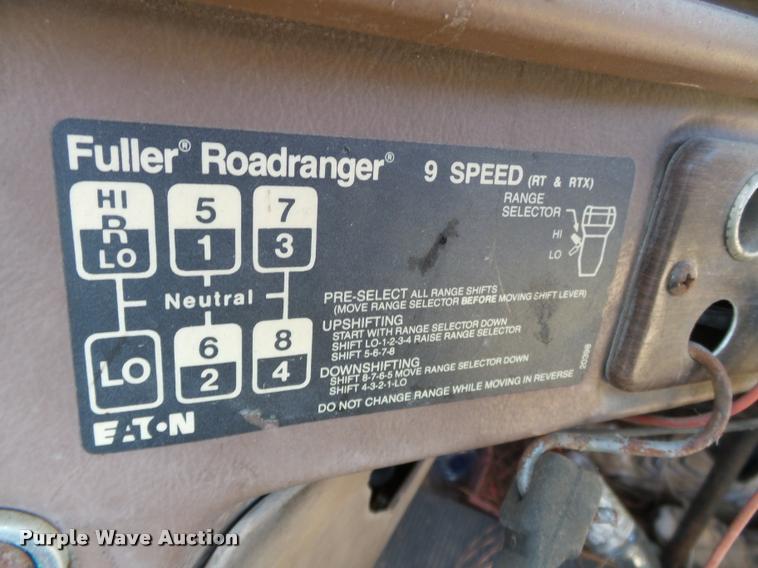 Fuller® Roadranger® 9 SPEED (RT & RTX)
HI
R
LO
5
1
7
3
Neutral
LO
6
2
8
4
RANGE
SELECTOR
HI
LO
PRE-SELECT ALL RANGE SHIFTS
(MOVE RANGE SELECTOR BEFORE MOVING SHIFT LEVER)
UPSHIFTING
START WITH RANGE SELECTOR DOWN
SHIFT LO-1-2-3-4 RAISE RANGE SELECTOR
SHIFT 5-6-7-8
DOWNSHIFTING
SHIFT 8-7-6-5 MOVE RANGE SELECTOR DOWN
SHIFT 4-3-2-1-LO
DO NOT CHANGE RANGE WHILE MOVING IN REVERSE
20398
EATON
Purple Wave Auction